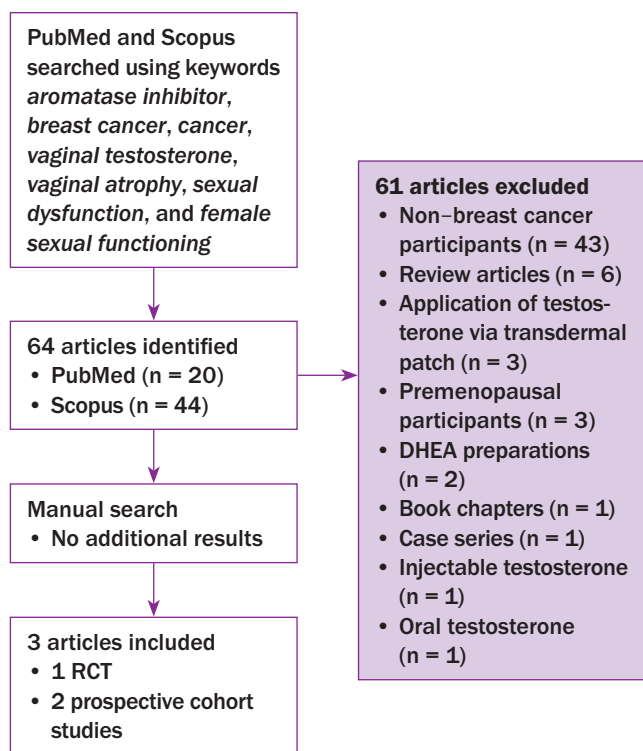 PubMed and Scopus
searched using keywords
aromatase inhibitor,
breast cancer, cancer,
vaginal testosterone,
vaginal atrophy, sexual
dysfunction, and female
sexual functioning
64 articles identified
• PubMed (n = 20)
• Scopus (n = 44)
Manual search
• No additional results
3 articles included
• 1 RCT
• 2 prospective cohort
studies
61 articles excluded
• Non–breast cancer
participants (n = 43)
• Review articles (n = 6)
• Application of testos-
terone via transdermal
patch (n = 3)
• Premenopausal
participants (n = 3)
• DHEA preparations
(n = 2)
• Book chapters (n = 1)
• Case series (n = 1)
• Injectable testosterone
(n = 1)
• Oral testosterone
(n = 1)